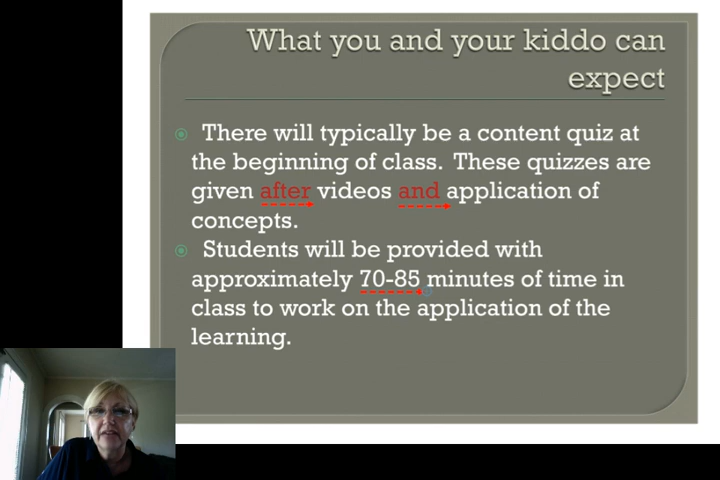 What you and your kiddo can
expect
There will typically be a content quiz at
the beginning of class. These quizzes are
given after videos and application of
concepts.
Students will be provided with
approximately 70-85 minutes of time in
class to work on the application of the
learning.